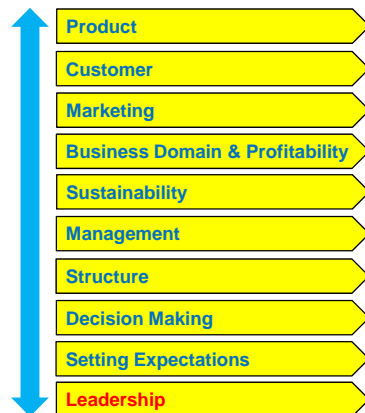 Product
Customer
Marketing
Business Domain & Profitability
Sustainability
Management
Structure
Decision Making
Setting Expectations
Leadership